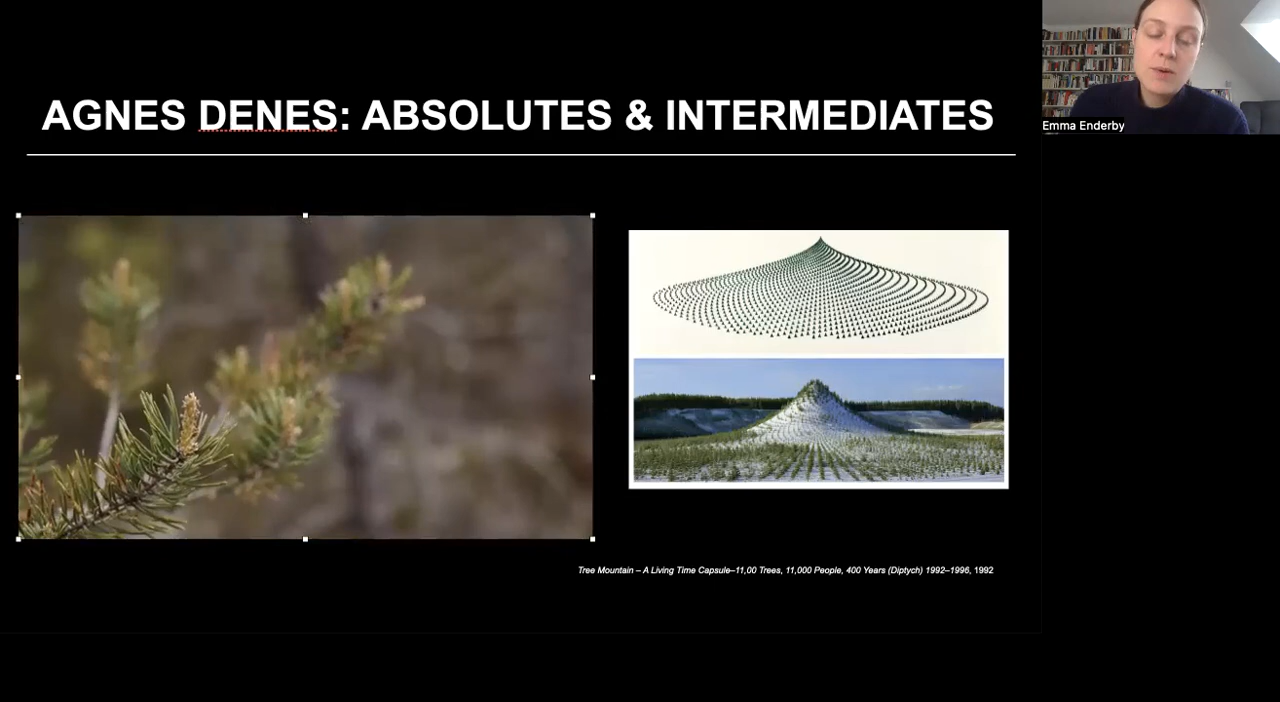 AGNES DENES: ABSOLUTES & INTERMEDIATES
Emma Enderby
Tree Mountain – A Living Time Capsule–11,00 Trees, 11,000 People, 400 Years (Diptych) 1992–1996, 1992